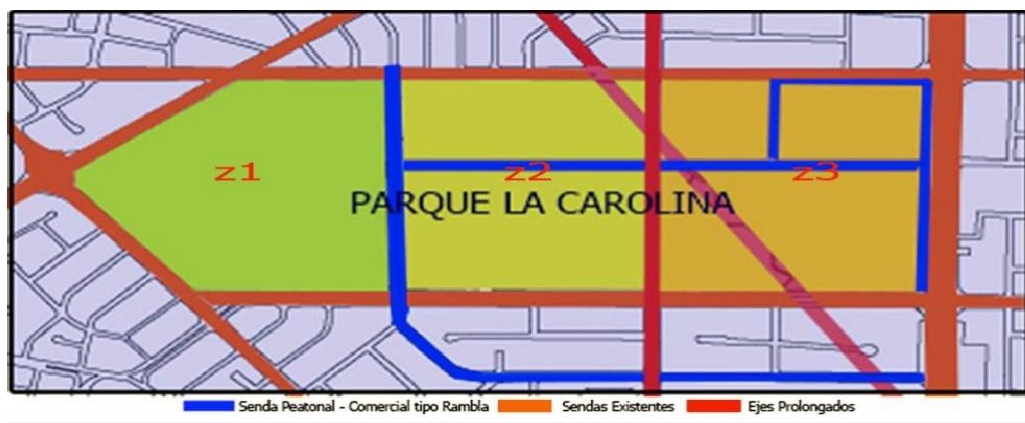 z1
z2
z3
PARQUE LA CAROLINA
Senda Peatonal - Comercial tipo Rambla
Sendas Existentes
Ejes Prolongados